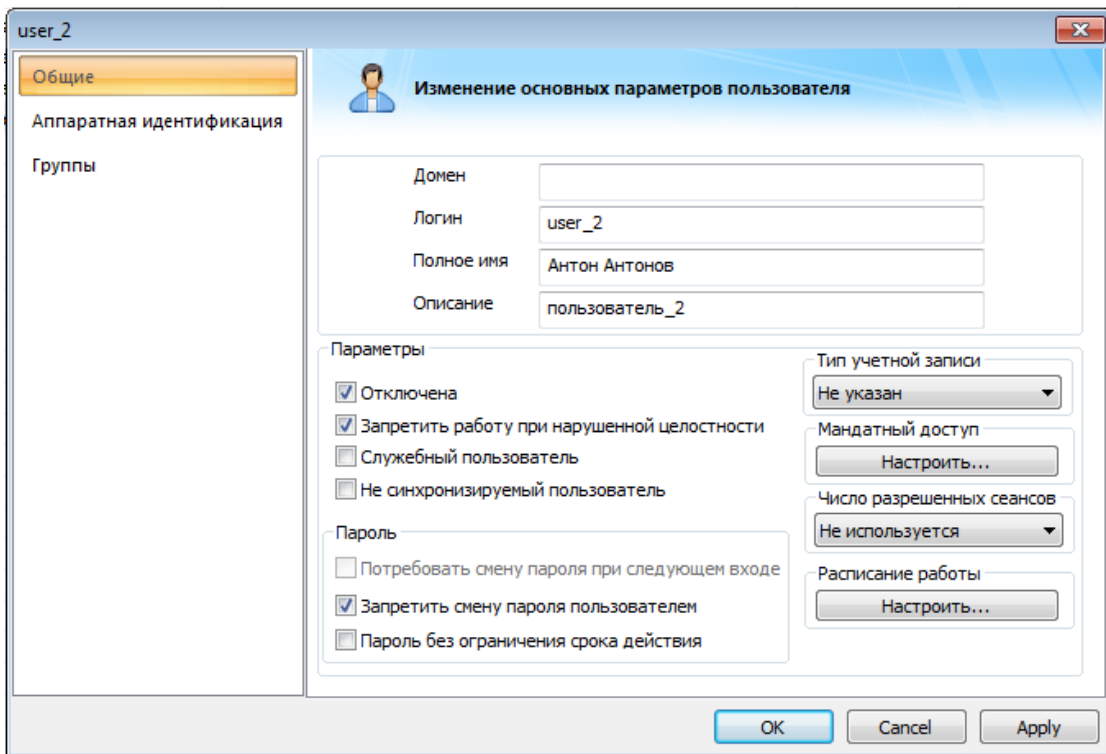 user_2
Общие
Аппаратная идентификация
Группы
Изменение основных параметров пользователя
Домен
Логин
user_2
Полное имя
Антон Антонов
Описание
пользователь_2
Параметры
Отключена
Запретить работу при нарушенной целостности
Служебный пользователь
Не синхронизируемый пользователь
Пароль
Потребовать смену пароля при следующем входе
Запретить смену пароля пользователем
Пароль без ограничения срока действия
Тип учетной записи
Не указан
Мандатный доступ
Настроить...
Число разрешенных сеансов
Не используется
Расписание работы
Настроить...
OK
Cancel
Apply